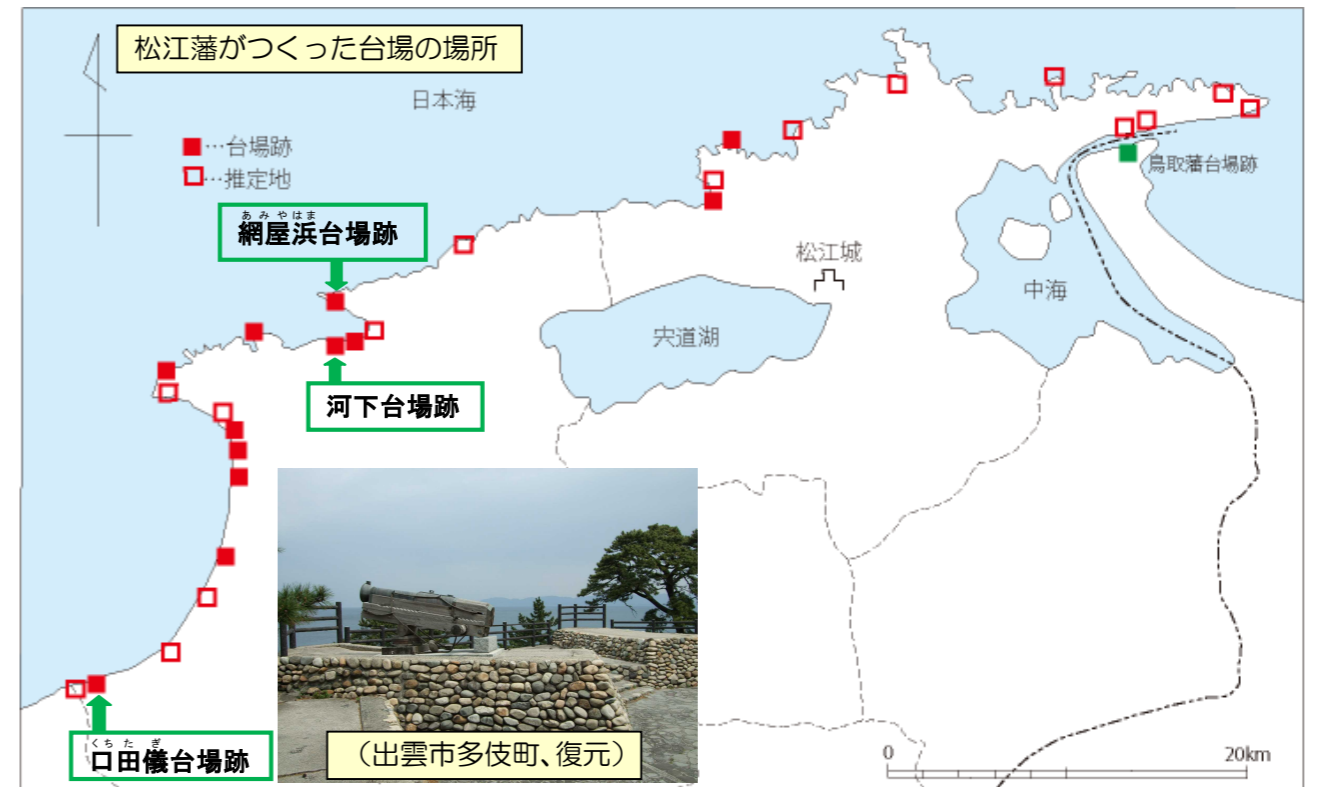 松江藩がつくった台場の場所
日本海
■…台場跡
□…推定地
あみやはま
網屋浜台場跡
鳥取藩台場跡
松江城
中海
宍道湖
河下台場跡
くちたぎ
口田儀台場跡
（出雲市多伎町、復元）
0 20km